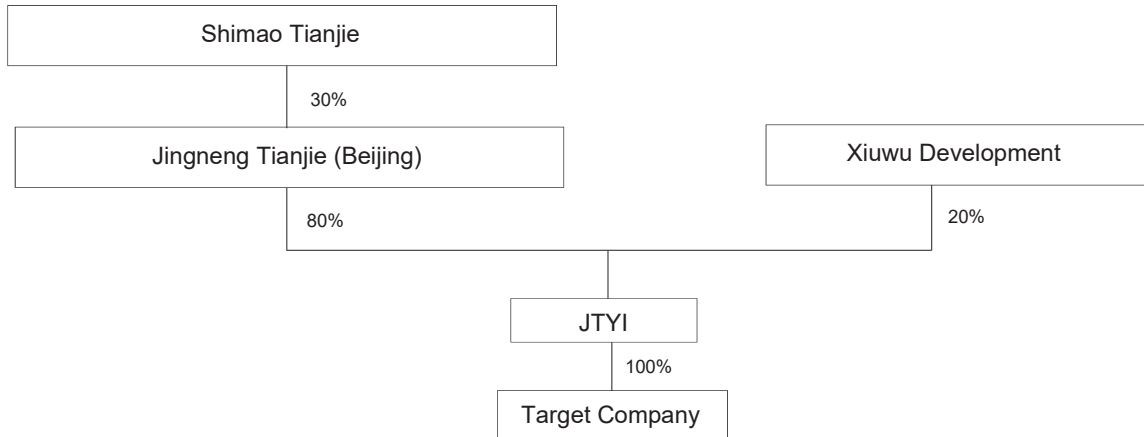 Shimao Tianjie
30%
Jingneng Tianjie (Beijing)
Xiuwu Development
80%
20%
JTYI
100%
Target Company